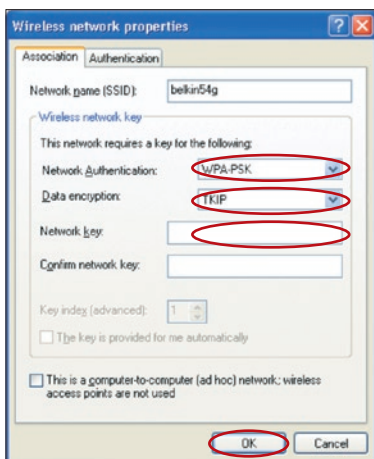 Wireless network properties
Association Authentication
Network name (SSID): belkin54g
Wireless network key
This network requires a key for the following:
Network Authentication: WPA-PSK
Data encryption: TKIP
Network key:
Confirm network key:
Key index (advanced): 1
The key is provided for me automatically
This is a computer-to-computer (ad hoc) network; wireless
access points are not used
OK Cancel